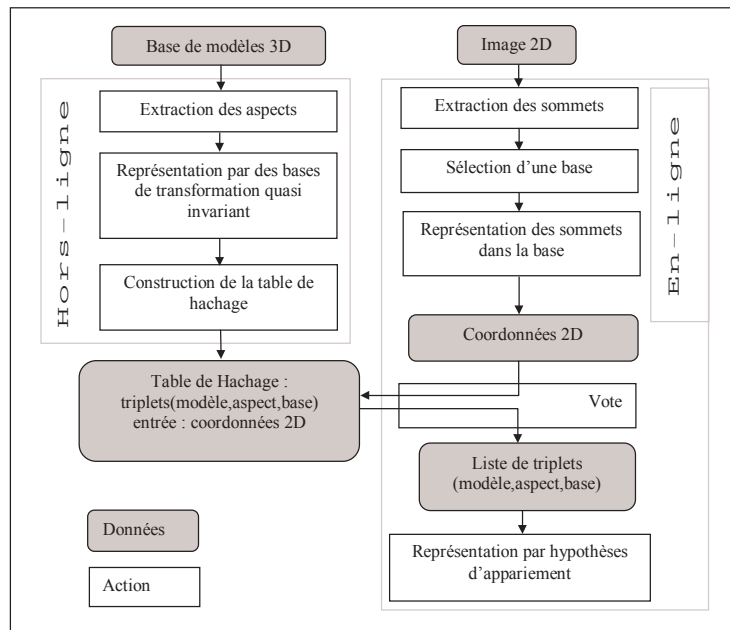 Base de modèles 3D
Hors-ligne
Extraction des aspects
Représentation par des bases
de transformation quasi
invariant
Construction de la table de
hachage
Table de Hachage :
triplets(modèle,aspect,base)
entrée : coordonnées 2D
Image 2D
En-ligne
Extraction des sommets
Sélection d'une base
Représentation des sommets
dans la base
Coordonnées 2D
Vote
Liste de triplets
(modèle,aspect,base)
Représentation par hypothèses
d'appariement
Données
Action